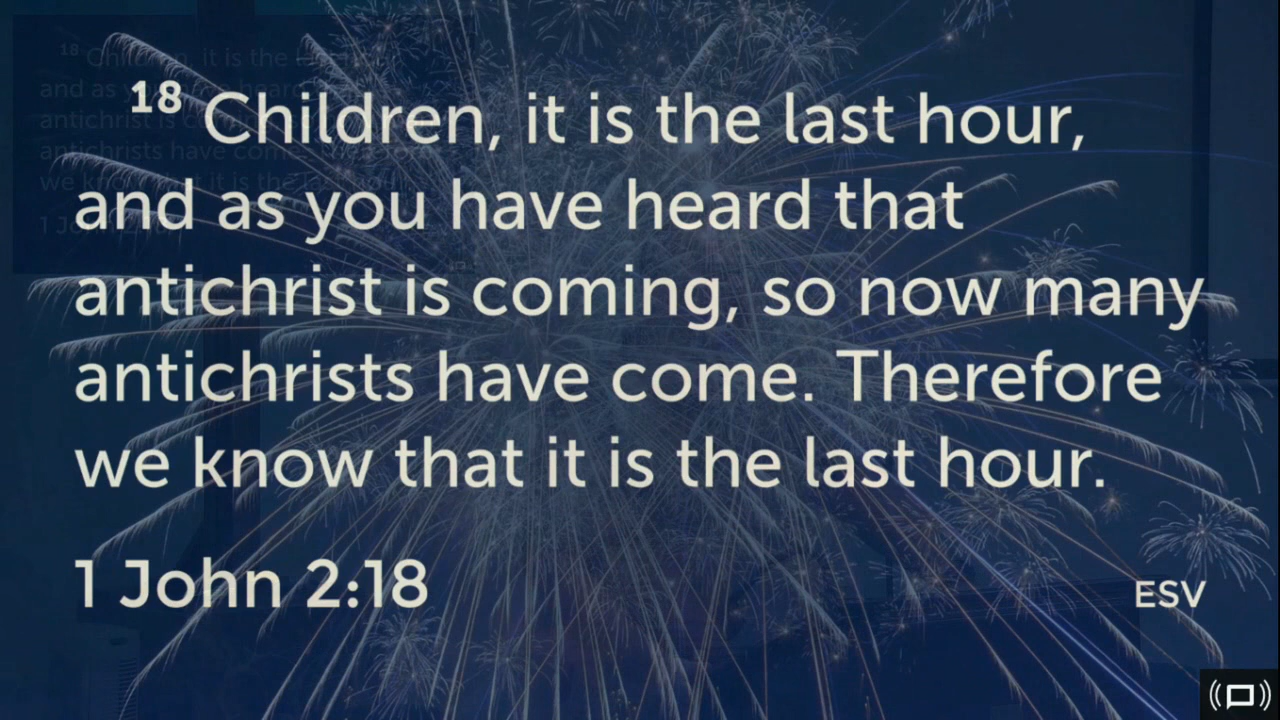 18 Children, it is the last hour,
and as you have heard that
antichrist is coming, so now many
antichrists have come. Therefore
we know that it is the last hour.
1 John 2:18
ESV